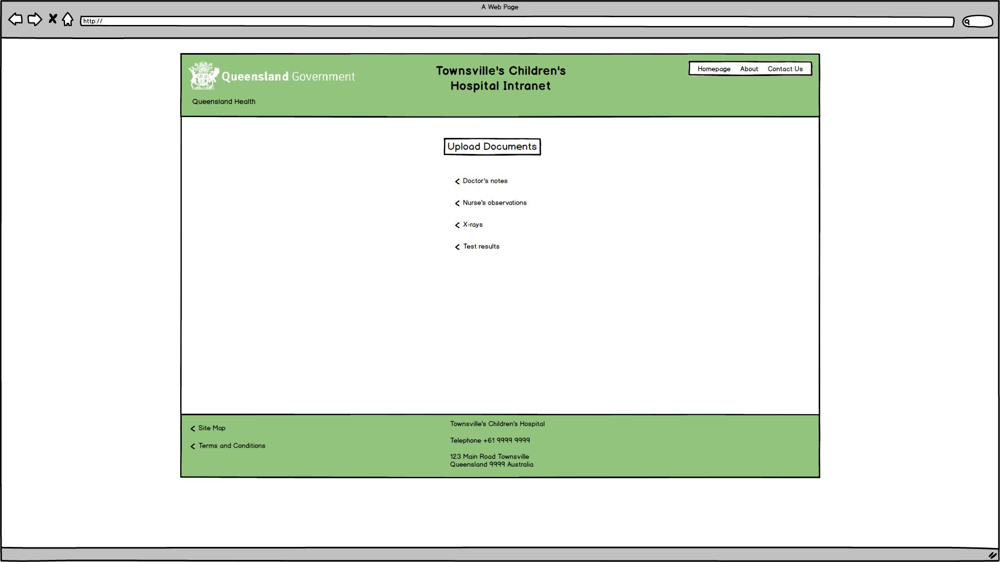 A Web Page
http://
Queensland Government
Queensland Health
Townsville's Children's
Hospital Intranet
Homepage About Contact Us
Upload Documents
Doctor's notes
Nurse's observations
X-rays
Test results
Site Map
Terms and Conditions
Townsville's Children's Hospital
Telephone +61 9999 9999
123 Main Road Townsville
Queensland 9999 Australia